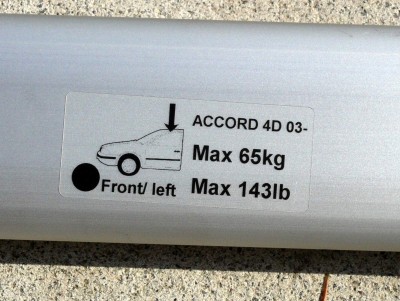 ACCORD 4D 03-
Max 65kg
Front/ left Max 143lb